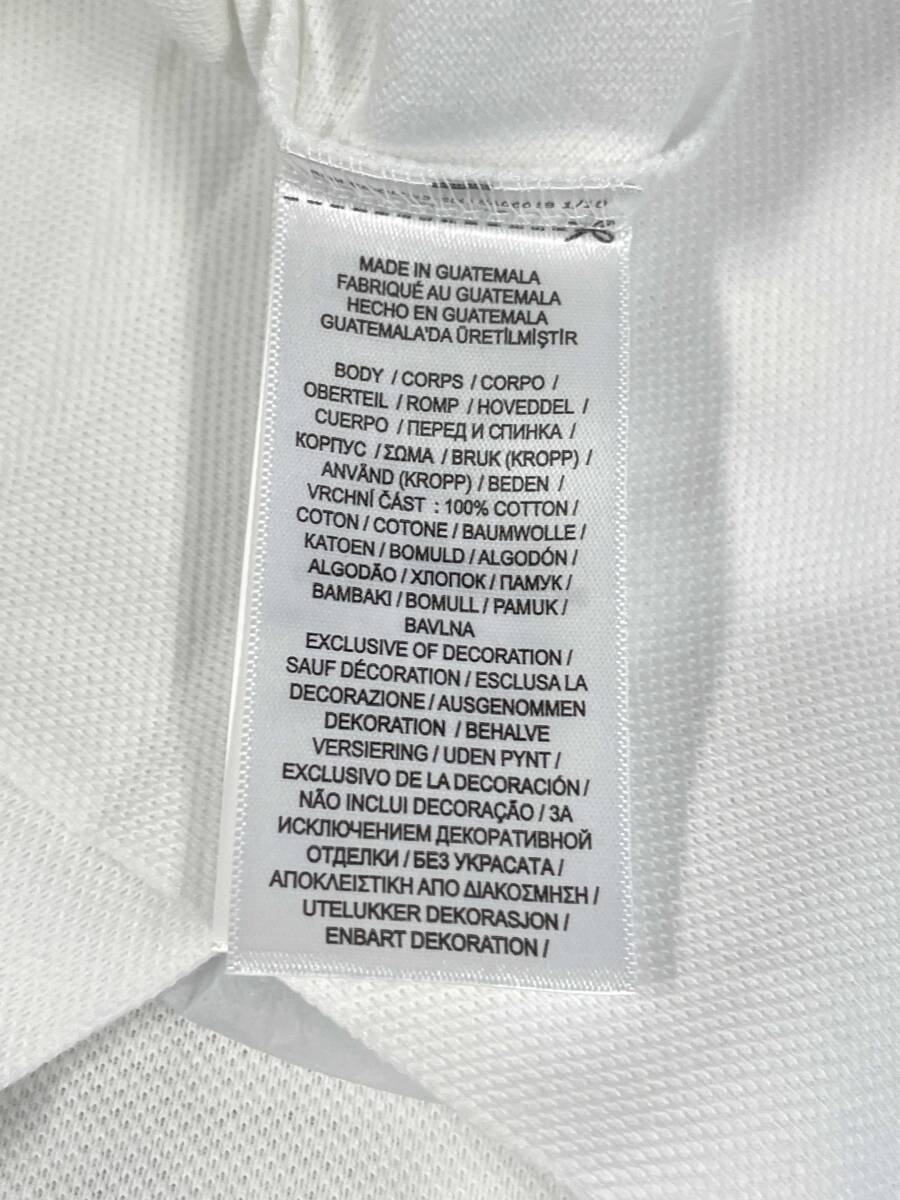 MADE IN GUATEMALA
FABRIQUÉ AU GUATEMALA
HECHO EN GUATEMALA
GUATEMALA'DA ÜRETİLMİŞTİR
BODY / CORPS / CORPO /
OBERTEIL / ROMP / HOVEDDEL /
CUERPO / ПЕРЕД И СПИНКА /
КОРПУС / ΣΩΜΑ / BRUK (KROPP) /
ANVÄND (KROPP) / BEDEN /
VRCHNÍ ČÁST : 100% COTTON /
COTON / COTONE / BAUMWOLLE /
KATOEN / BOMULD / ALGODÓN /
ALGODÃO / ХЛОПОК / ПАМУК /
ΒΑΜΒΑΚΙ / BOMULL / PAMUK /
BAVLNA
EXCLUSIVE OF DECORATION /
SAUF DÉCORATION / ESCLUSA LA
DECORAZIONE / AUSGENOMMEN
DEKORATION / BEHALVE
VERSIERING / UDEN PYNT /
EXCLUSIVO DE LA DECORACIÓN /
NÃO INCLUI DECORAÇÃO / ЗА
ИСКЛЮЧЕНИЕМ ДЕКОРАТИВНОЙ
ОТДЕЛКИ / БЕЗ УКРАСАТА /
ΑΠΟΚΛΕΙΣΤΙΚΗ ΑΠΟ ΔΙΑΚΟΣΜΗΣΗ /
UTELUKKER DEKORASJON /
ENBART DEKORATION /